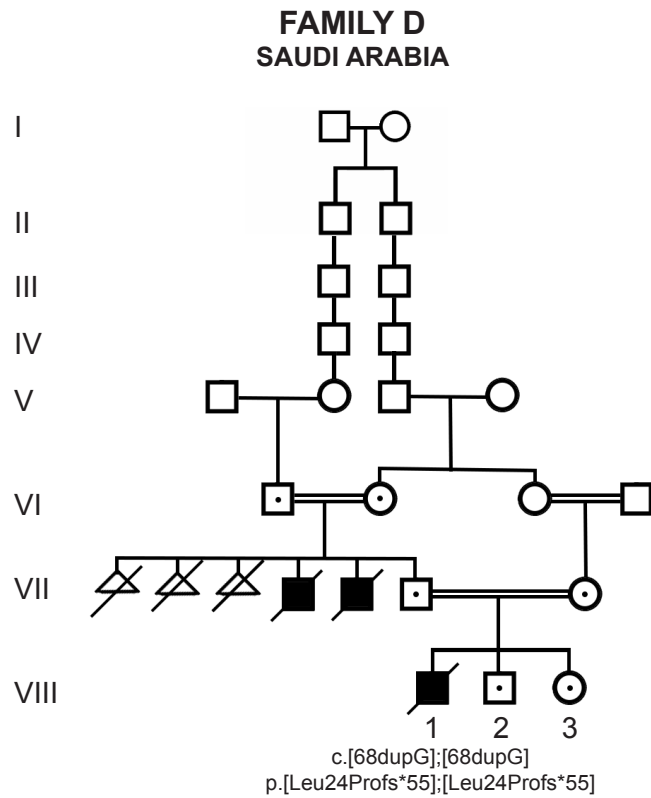 FAMILY D
SAUDI ARABIA
I
II
III
IV
V
VI
VII
VIII
1 2 3
c.[68dupG];[68dupG]
p.[Leu24Profs*55];[Leu24Profs*55]